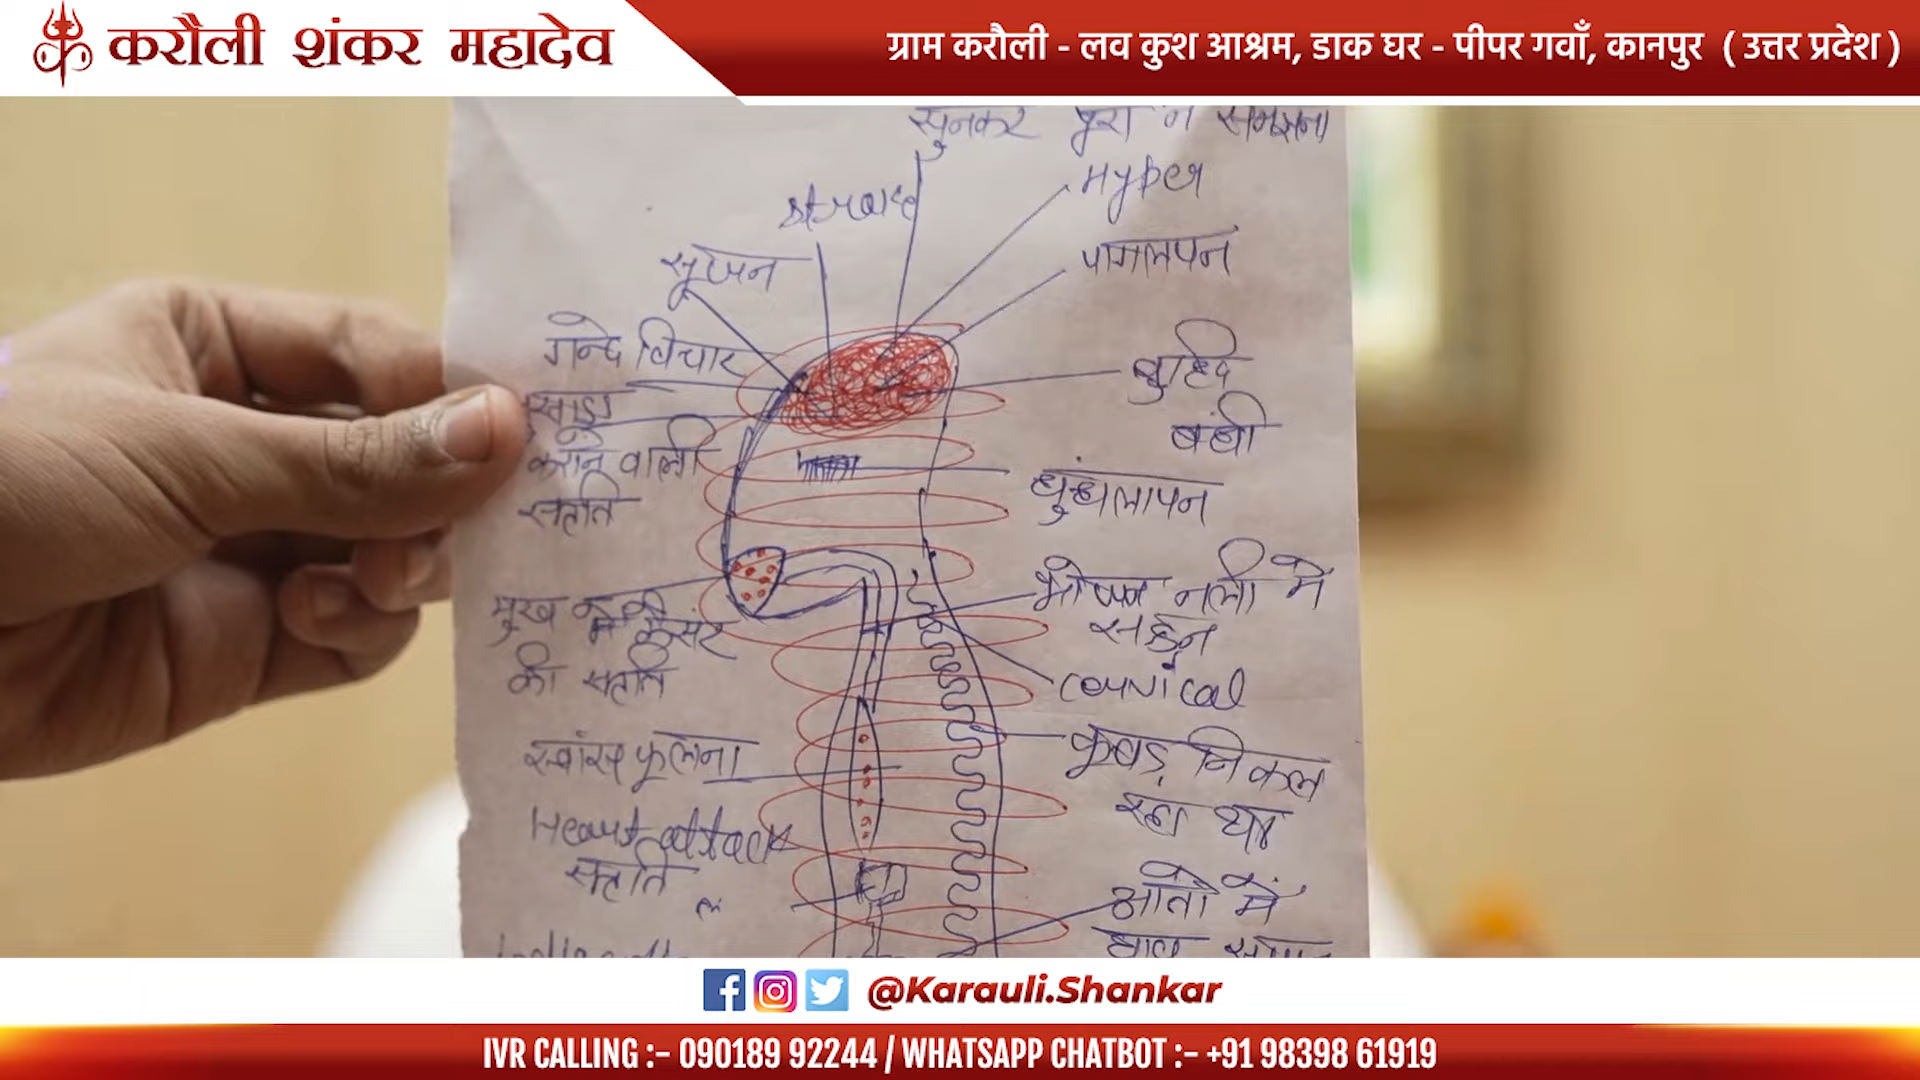 करौली शंकर महादेव
ग्राम करौली - लव कुश आश्रम, डाक घर - पीपर गवाँ, कानपुर ( उत्तर प्रदेश )
सुनकर पूरा न समझना
Hyper
सूजन
पागलपन
गन्दे विचार
बुद्धि
बंधी
कराने वाली
स्मृति
धुंधलापन
भोजन नली में
सूजन
मुख में कैंसर
की स्मृति
cervical
स्वांस फूलना
कूबड़ निकल
रहा था
Heart attack
स्मृति
आंतो में
घाव
@Karauli.Shankar
IVR CALLING :- 090189 92244 / WHATSAPP CHATBOT :- +91 98398 61919